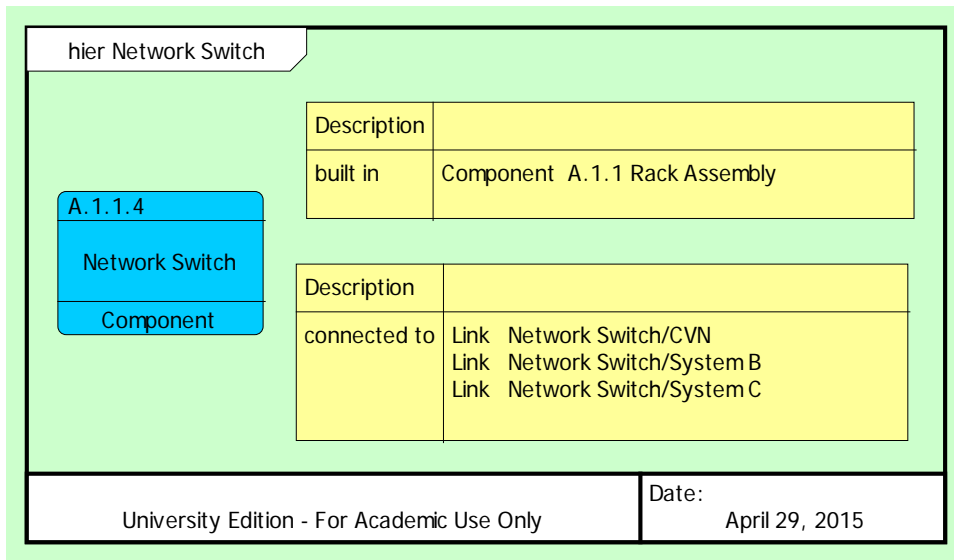 hier Network Switch
Description
built in Component A.1.1 Rack Assembly
A.1.1.4
Network Switch
Component
Description
connected to Link Network Switch/CVN
Link Network Switch/System B
Link Network Switch/System C
University Edition - For Academic Use Only
Date:
April 29, 2015